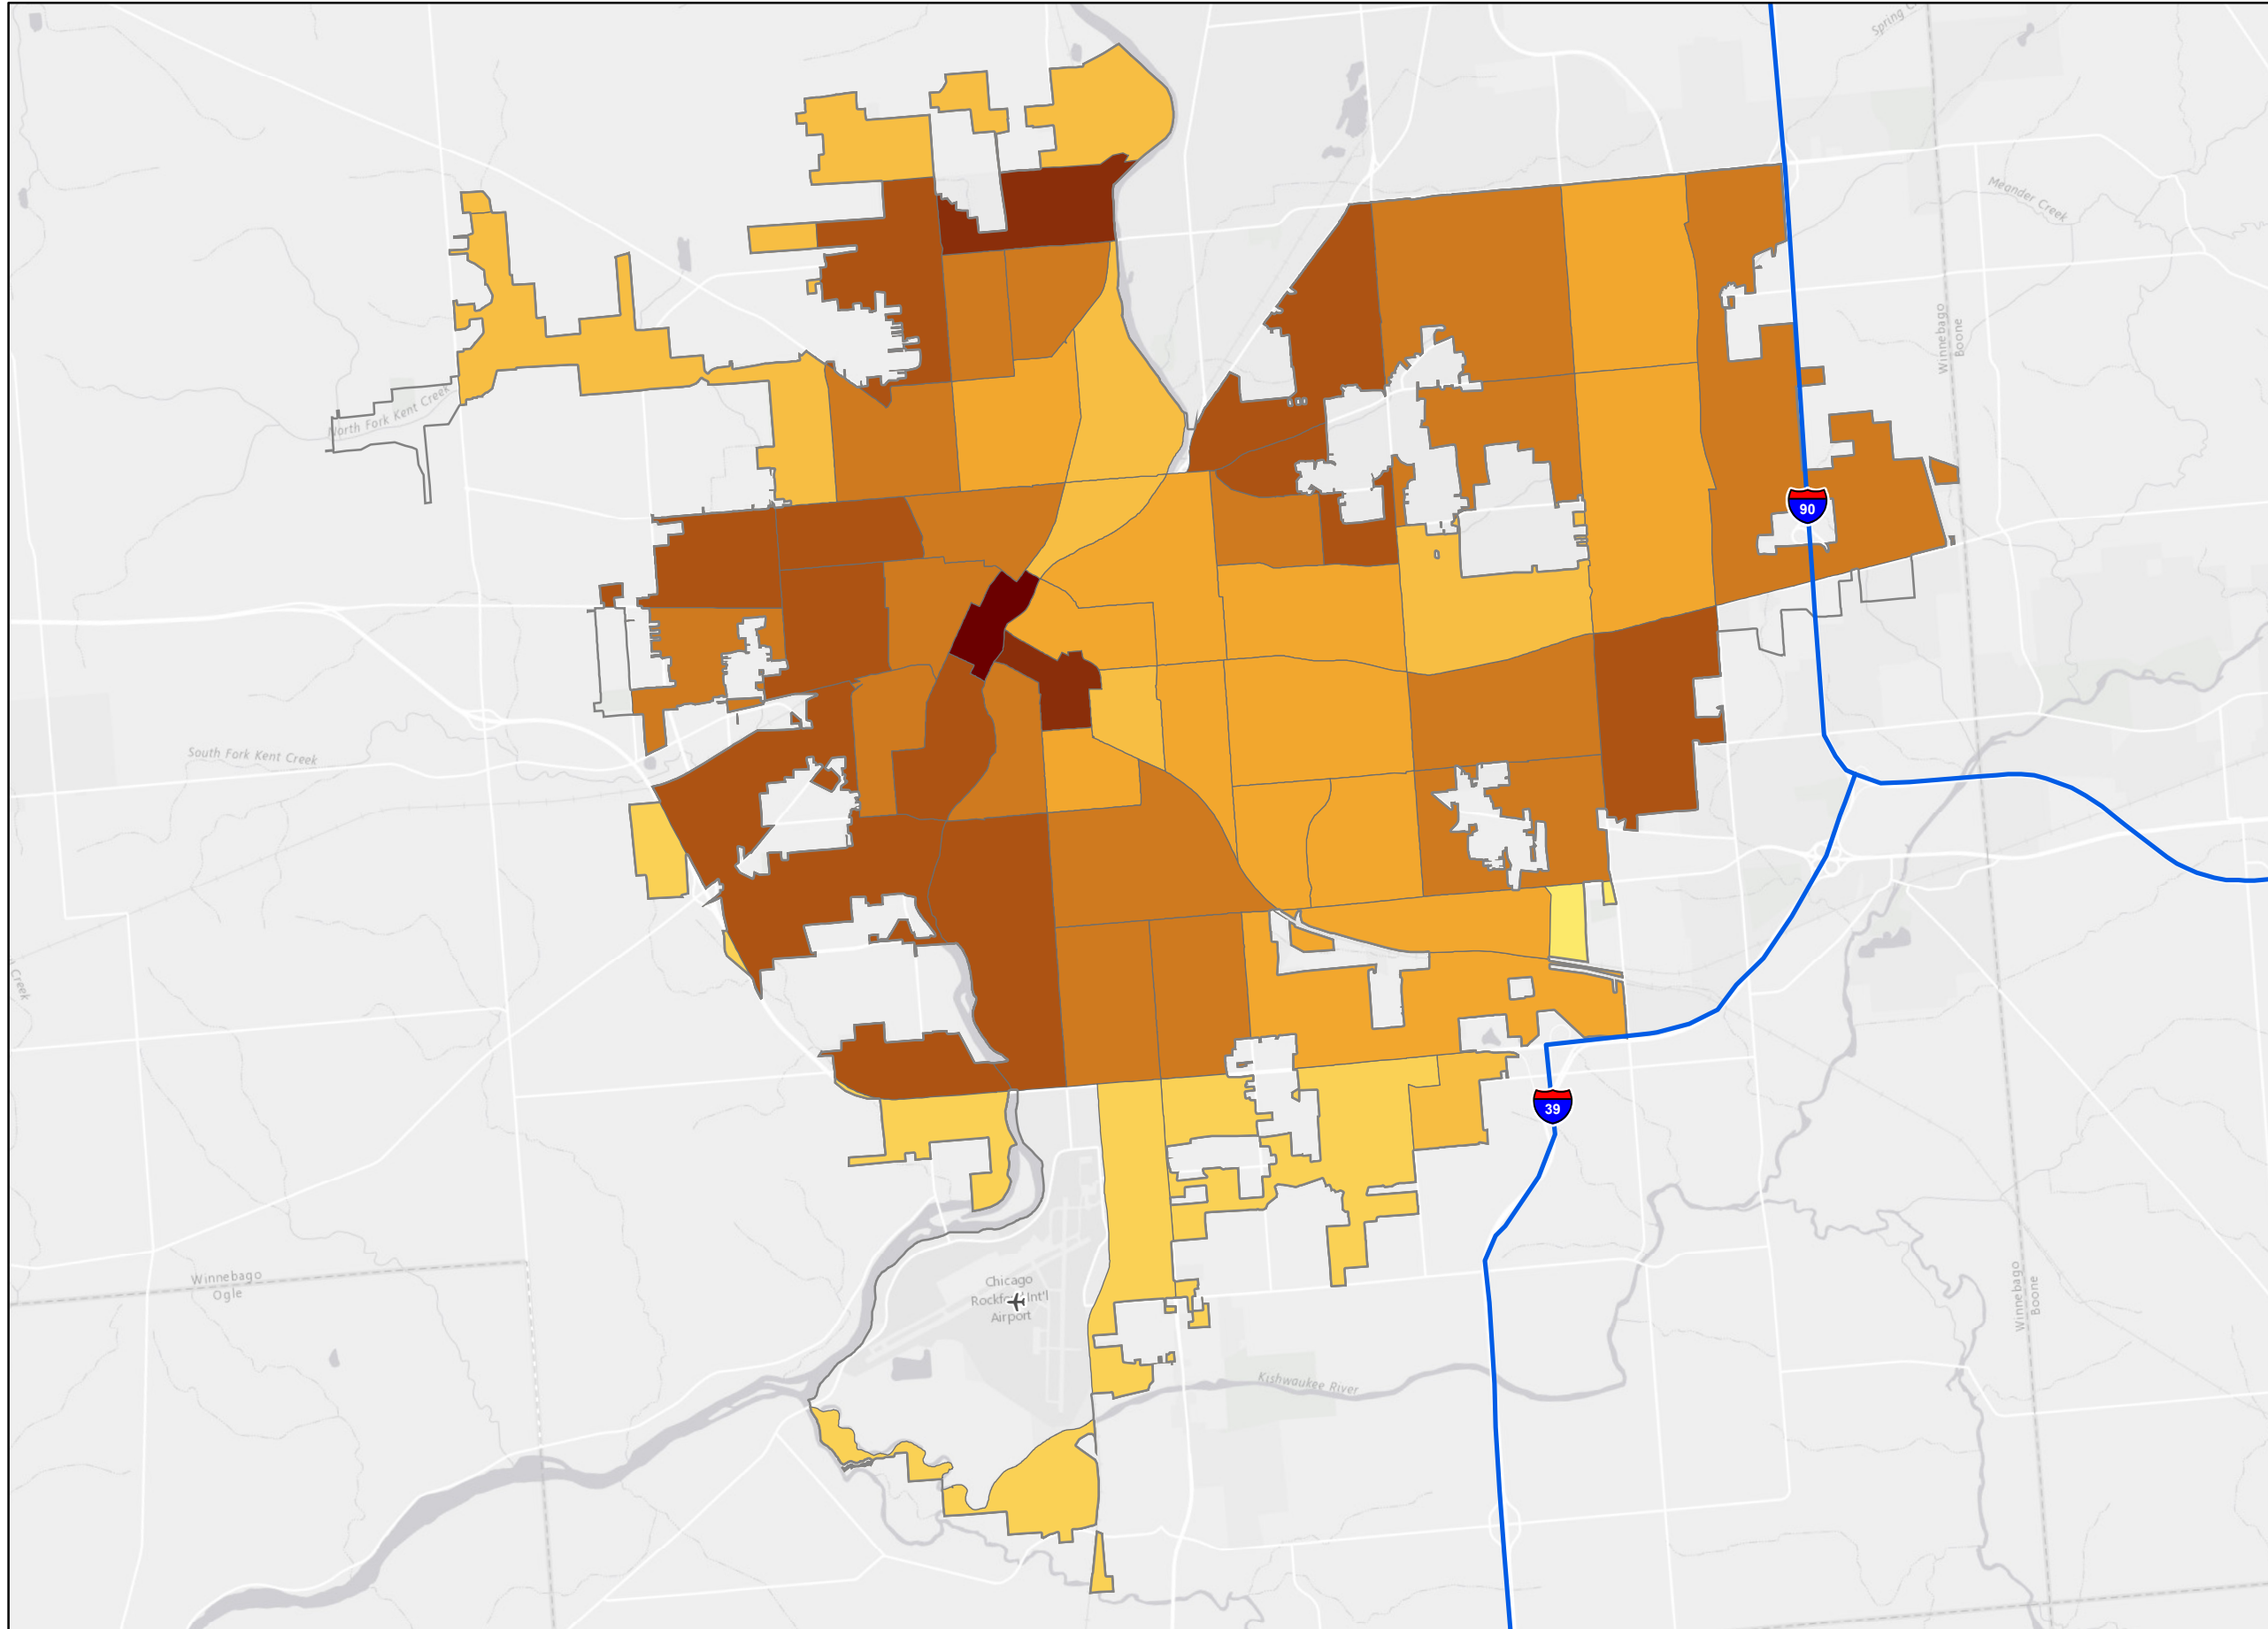 Spring C
Meander Creek
Winnebago
Boone
North Fork Kent Creek
90
South Fork Kent Creek
Creek
39
Winnebago
Ogle
Chicago
Rockford Int'l
Airport
Winnebago
Boone
Kishwaukee River